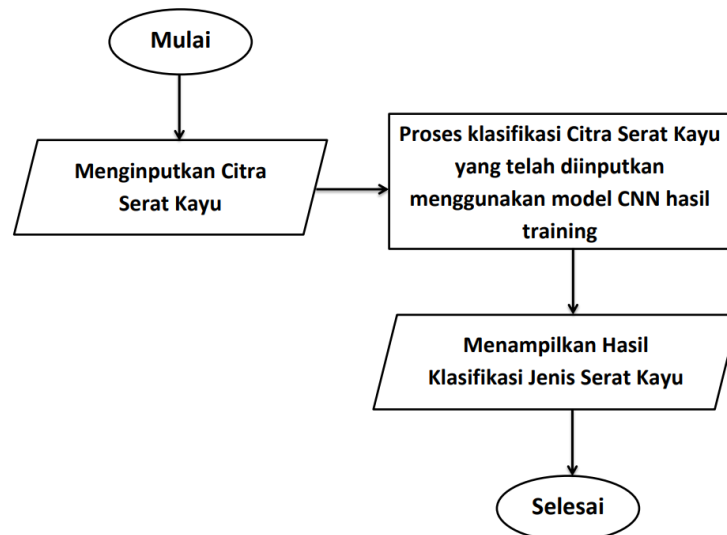 Mulai
Menginputkan Citra
Serat Kayu
Proses klasifikasi Citra Serat Kayu
yang telah diinputkan
menggunakan model CNN hasil
training
Menampilkan Hasil
Klasifikasi Jenis Serat Kayu
Selesai